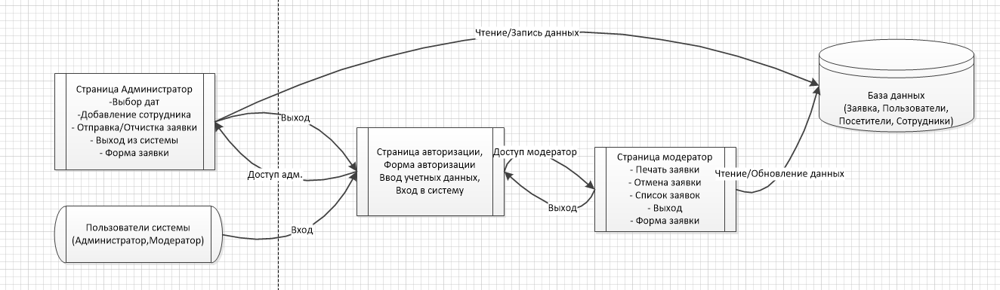 Чтение/Запись данных
Страница Администратор
-Выбор дат
-Добавление сотрудника
- Отправка/Отчистка заявки
- Выход из системы
- Форма заявки
Выход
Доступ адм.
Пользователи системы
(Администратор,Модератор)
Вход
Страница авторизации,
Форма авторизации
Ввод учетных данных,
Вход в систему
Доступ модератор
Выход
Страница модератор
- Печать заявки
- Отмена заявки
- Список заявок
- Выход
- Форма заявки
Чтение/Обновление данных
База данных
(Заявка, Пользователи,
Посетители, Сотрудники)